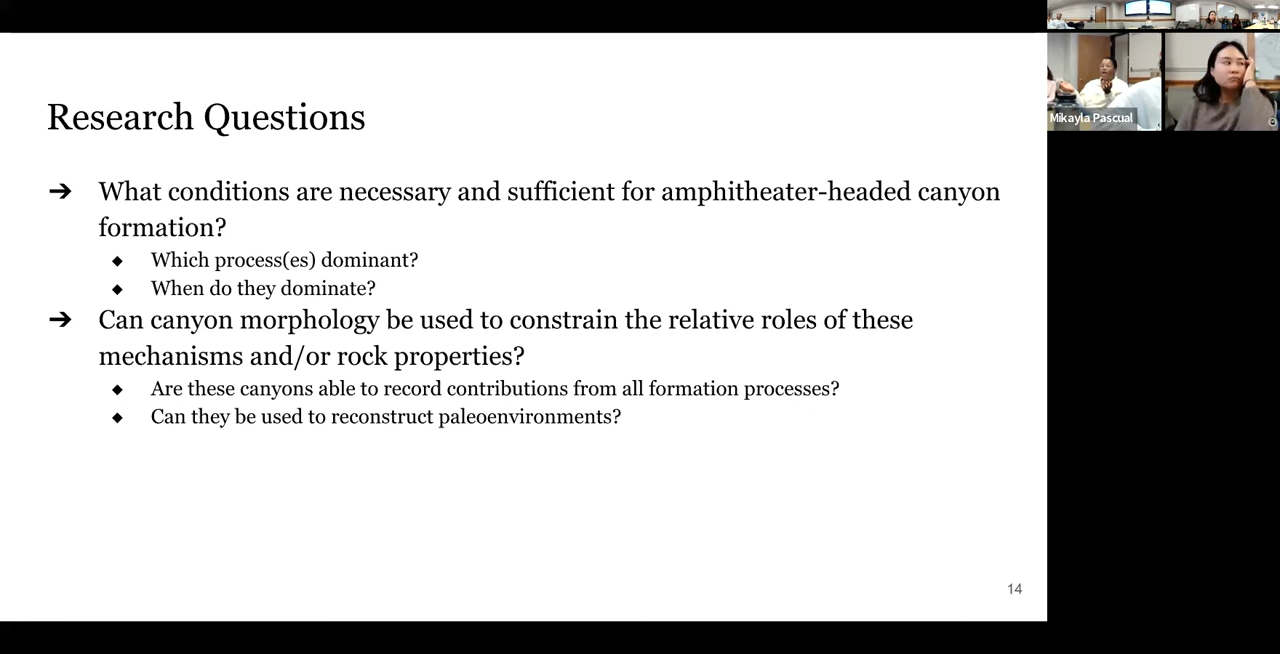 Research Questions
➔ What conditions are necessary and sufficient for amphitheater-headed canyon
formation?
◆ Which process(es) dominant?
◆ When do they dominate?
➔ Can canyon morphology be used to constrain the relative roles of these
mechanisms and/or rock properties?
◆ Are these canyons able to record contributions from all formation processes?
◆ Can they be used to reconstruct paleoenvironments?
14
Mikayla Pascual